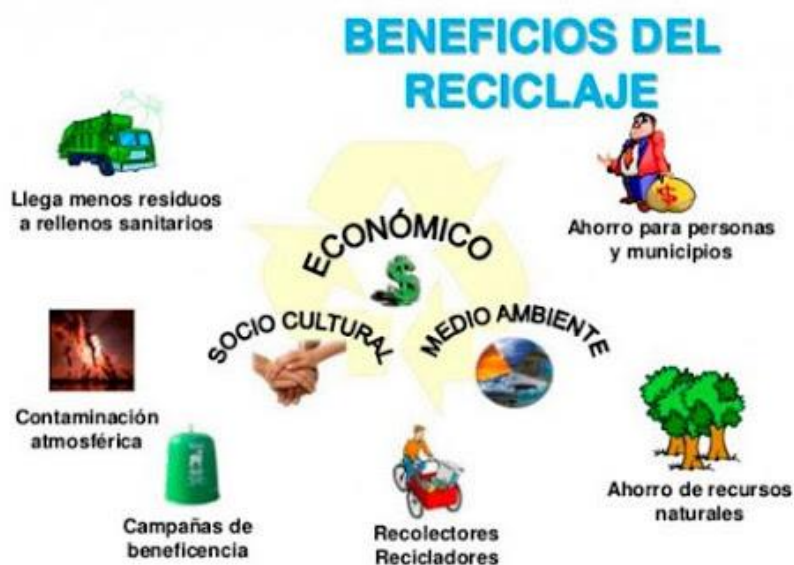 BENEFICIOS DEL
RECICLAJE
Llega menos residuos
a rellenos sanitarios
Ahorro para personas
y municipios
ECONÓMICO
SOCIO CULTURAL
MEDIO AMBIENTE
Contaminación
atmosférica
Campañas de
beneficencia
Recolectores
Recicladores
Ahorro de recursos
naturales